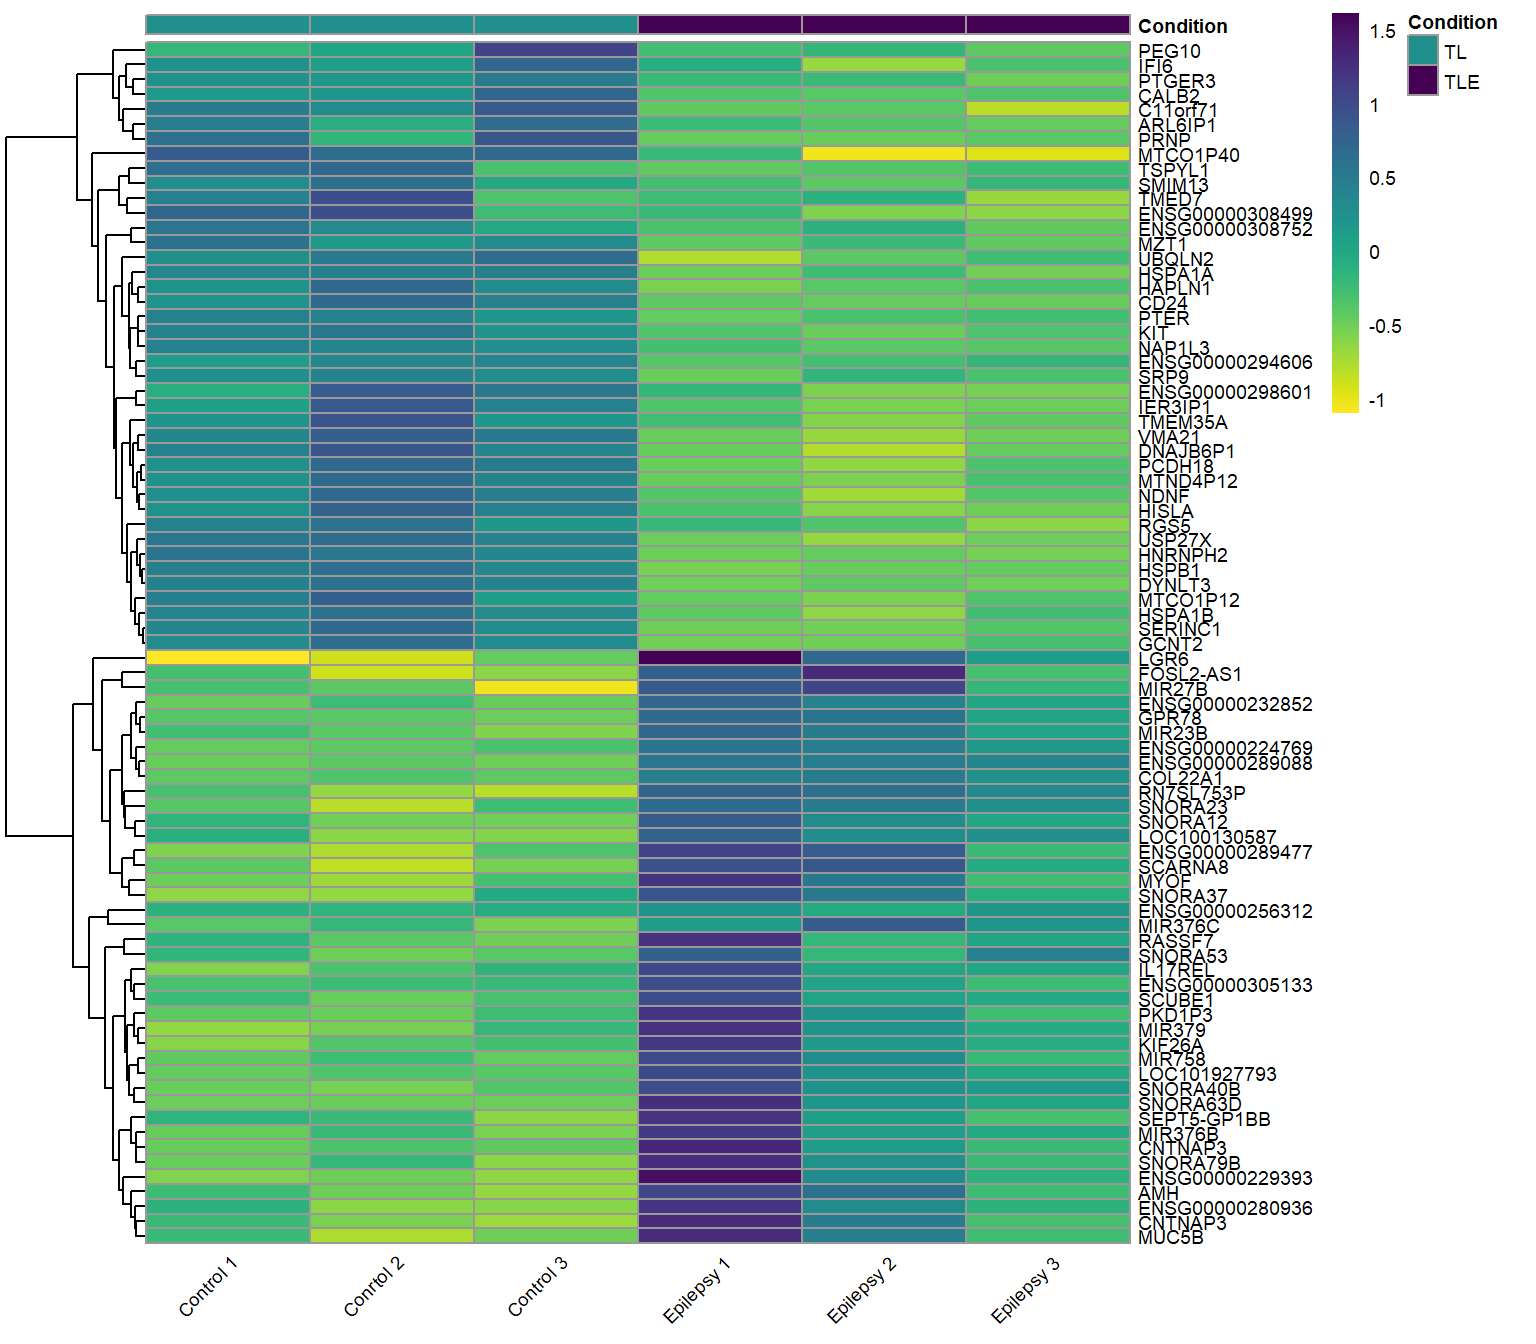 Condition
PEG10
IFI6
PTGER3
CALB2
C11orf71
ARL6IP1
PRNP
MTCO1P40
TSPYL1
SMIM13
TMED7
ENSG00000308499
ENSG00000308752
MZT1
UBQLN2
HSPA1A
HAPLN1
CD24
PTER
KIT
NAP1L3
ENSG00000294606
SRP9
ENSG00000298601
IER3IP1
TMEM35A
VMA21
DNAJB6P1
PCDH18
MTND4P12
NDNF
HISLA
RGS5
USP27X
HNRNPH2
HSPB1
DYNLT3
MTCO1P12
HSPA1B
SERINC1
GCNT2
LGR6
FOSL2-AS1
MIR27B
ENSG00000232852
GPR78
MIR23B
ENSG00000224769
ENSG00000289088
COL22A1
RN7SL753P
SNORA23
SNORA12
LOC100130587
ENSG00000289477
SCARNA8
MYOF
SNORA37
ENSG00000256312
MIR376C
RASSF7
SNORA53
IL17REL
ENSG00000305133
SCUBE1
PKD1P3
MIR379
KIF26A
MIR758
LOC101927793
SNORA40B
SNORA63D
SEPT5-GP1BB
MIR376B
CNTNAP3
SNORA79B
ENSG00000229393
AMH
ENSG00000280936
CNTNAP3
MUC5B
Control 1
Conrtol 2
Control 3
Epilepsy 1
Epilepsy 2
Epilepsy 3
1.5
1
0.5
0
-0.5
-1
Condition
TL
TLE